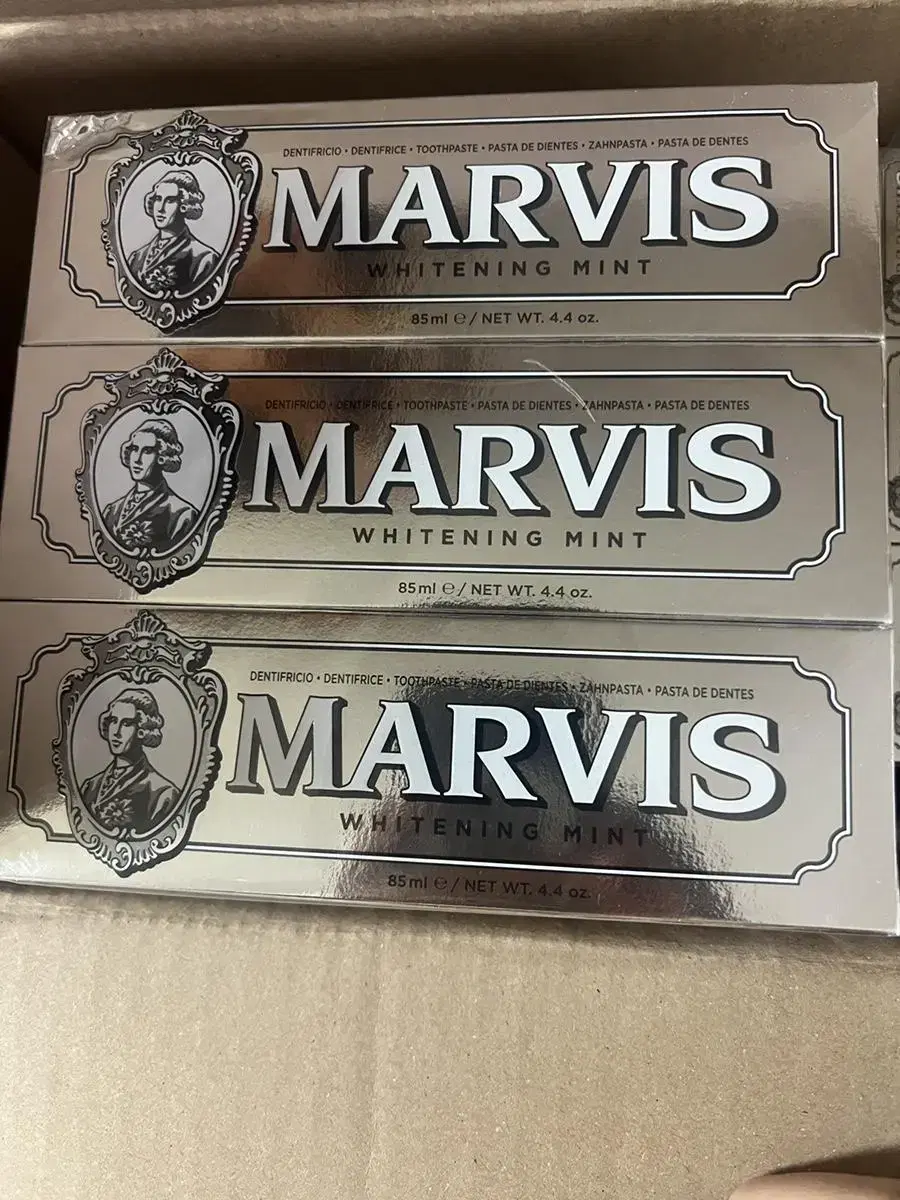 DENTIFRICIO • DENTIFRICE • TOOTHPASTE • PASTA DE DIENTES • ZAHNPASTA • PASTA DE DENTES
MARVIS
WHITENING MINT
85ml ℮ / NET WT. 4.4 oz.
DENTIFRICIO • DENTIFRICE • TOOTHPASTE • PASTA DE DIENTES • ZAHNPASTA • PASTA DE DENTES
MARVIS
WHITENING MINT
85ml ℮ / NET WT. 4.4 oz.
DENTIFRICIO • DENTIFRICE • TOOTHPASTE • PASTA DE DIENTES • ZAHNPASTA • PASTA DE DENTES
MARVIS
WHITENING MINT
85ml ℮ / NET WT. 4.4 oz.